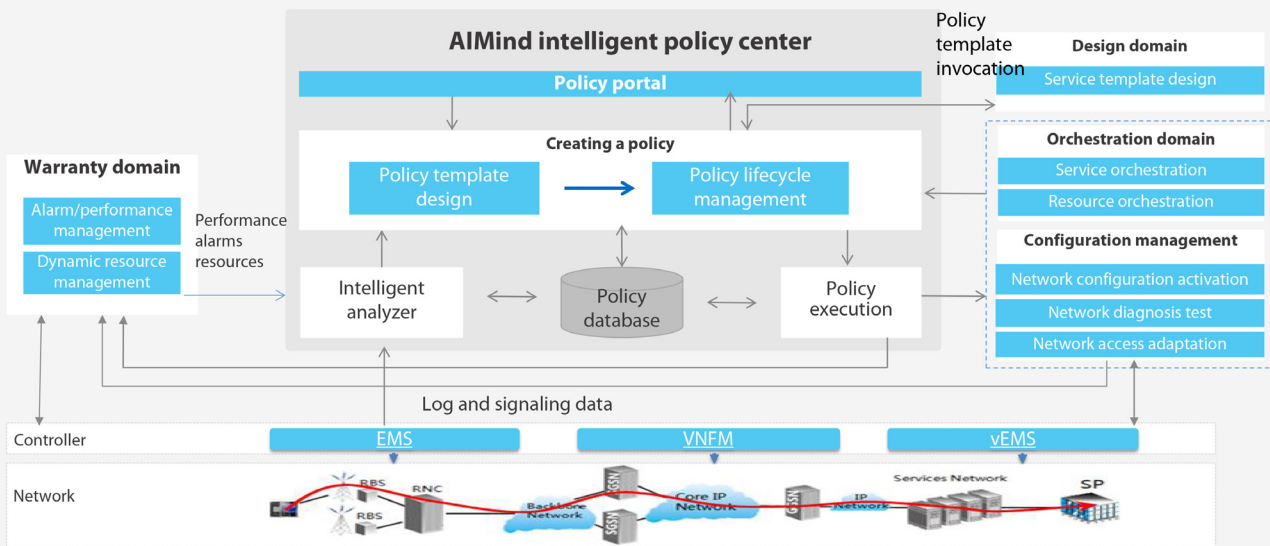 AIMind intelligent policy center
Policy portal
Policy
template
invocation
Design domain
Service template design
Creating a policy
Policy template
design
Policy lifecycle
management
Orchestration domain
Service orchestration
Resource orchestration
Configuration management
Network configuration activation
Network diagnosis test
Network access adaptation
Warranty domain
Alarm/performance
management
Dynamic resource
management
Performance
alarms
resources
Intelligent
analyzer
Policy
database
Policy
execution
Log and signaling data
Controller
EMS
VNFM
vEMS
Network
RBS
RBS
RNC
Backbone
Network
SGSN
SGSN
Core IP
Network
SGSN
IP
Network
Services Network
SP